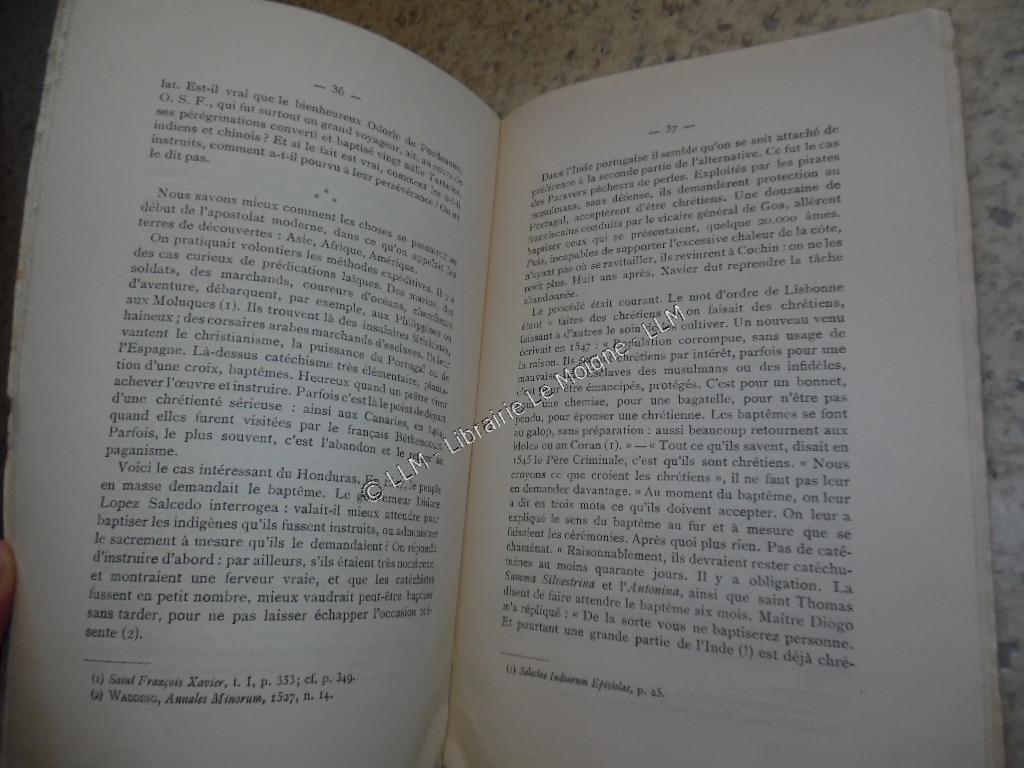 — 36 —
lat. Est-il vrai que le bienheureux Odoric de Pordenone
O. S. F., qui fut surtout un grand voyageur, ait, au cours de
ses pérégrinations converti et baptisé vingt mille Tartares,
indiens et chinois ? Et si le fait est vrai, comment les a-t-il
instruits, comment a-t-il pourvu à leur persévérance ? On ne
le dit pas.
* * *
Nous savons mieux comment les choses se passaient au
début de l'apostolat moderne, dans ce qu'on appelait les
terres de découvertes : Asie, Afrique, Amérique.
On pratiquait volontiers les méthodes expéditives. Il y a
des cas curieux de prédications laïques. Des marins, des
soldats, des marchands, coureurs d'océans, chercheurs
d'aventure, débarquent, par exemple, aux Philippines ou
aux Moluques (1). Ils trouvent là des insulaires fétichistes,
haineux ; des corsaires arabes marchands d'esclaves. Ils leur
vantent le christianisme, la puissance du Portugal ou de
l'Espagne. Là-dessus catéchisme très élémentaire, planta-
tion d'une croix, baptêmes. Heureux quand un prêtre vient
achever l'œuvre et instruire. Parfois c'est là le point de départ
d'une chrétienté sérieuse : ainsi aux Canaries, en
quand elles furent visitées par le français Béthencourt.
Parfois, le plus souvent, c'est l'abandon et le retour au
paganisme.
Voici le cas intéressant du Honduras. le peuple
en masse demandait le baptême. Le gouverneur
Lopez Salcedo interrogea : valait-il mieux attendre pour
baptiser les indigènes qu'ils fussent instruits, ou administrer
le sacrement à mesure qu'ils le demandaient ? On répondit
d'instruire d'abord : par ailleurs, s'ils étaient très nombreux
et montraient une ferveur vraie, et que les catéchistes
fussent en petit nombre, mieux vaudrait peut-être baptiser
sans tarder, pour ne pas laisser échapper l'occasion pré-
sente (2).
(1) Saint François Xavier, t. I, p. 353 ; cf. p. 349.
(2) WADDING, Annales Minorum, 1527, n. 14.
— 37 —
Dans l'Inde portugaise il semble qu'on se soit attaché de
préférence à la seconde partie de l'alternative. Ce fut le cas
des Paravers pêcheurs de perles. Exploités par les pirates
musulmans, sans défense, ils demandèrent protection au
Portugal, acceptèrent d'être chrétiens. Une douzaine de
franciscains conduits par le vicaire général de Goa, allèrent
baptiser ceux qui se présentaient, quelque 20.000 âmes.
Puis, incapables de supporter l'excessive chaleur de la côte,
n'ayant pas où se ravitailler, ils revinrent à Cochin : on ne les
revit plus. Huit ans après, Xavier dut reprendre la tâche
abandonnée.
Le procédé était courant. Le mot d'ordre de Lisbonne
étant « faites des chrétiens », on faisait des chrétiens,
laissant à d'autres le soin de les cultiver. Un nouveau venu
écrivait en 1547 : « Population corrompue, sans usage de
la raison. Ils se font chrétiens par intérêt, parfois pour une
mauvaise fin. Esclaves des musulmans ou des infidèles,
c'est pour être émancipés, protégés. C'est pour un bonnet,
pour une chemise, pour une bagatelle, pour n'être pas
pendu, pour épouser une chrétienne. Les baptêmes se font
au galop, sans préparation : aussi beaucoup retournent aux
idoles ou au Coran (1). » — « Tout ce qu'ils savent, disait en
1545 le Père Criminale, c'est qu'ils sont chrétiens. « Nous
croyons ce que croient les chrétiens », il ne faut pas leur
en demander davantage. » Au moment du baptême, on leur
a dit en trois mots ce qu'ils doivent accepter. On leur a
expliqué le sens du baptême au fur et à mesure que se
faisaient les cérémonies. Après quoi plus rien. Pas de caté-
chuménat. « Raisonnablement, ils devraient rester catéchu-
mènes au moins quarante jours. Il y a obligation. La
Summa Silvestrina et l'Antonina, ainsi que saint Thomas
disent de faire attendre le baptême six mois. Maître Diogo
m'a répliqué : « De la sorte vous ne baptiserez personne.
Et pourtant une grande partie de l'Inde (!) est déjà chré-
(1) Selectae Indiarum Epistolae, p. 25.
© LLM - Librairie Le Moigne - LLM